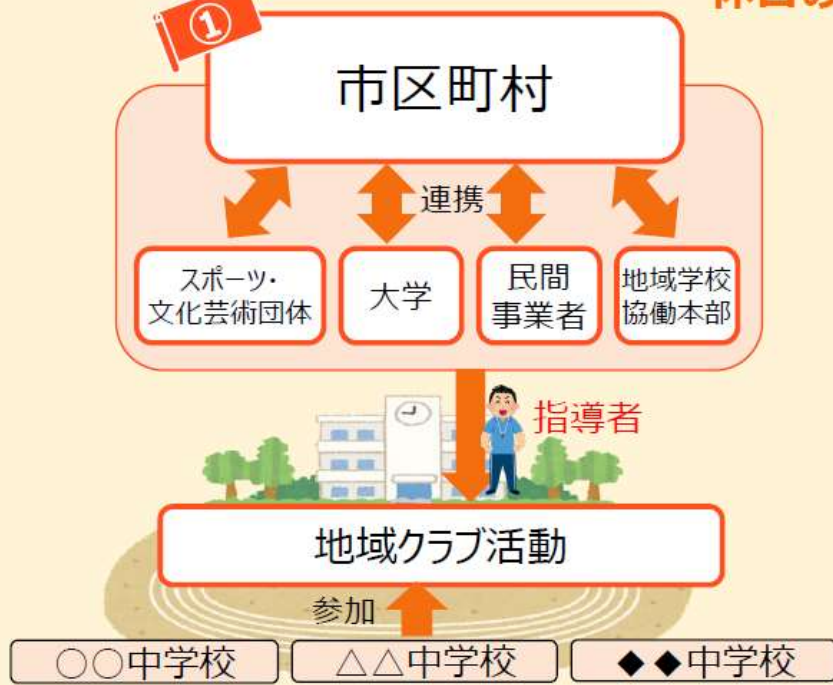 ①
市区町村
連携
スポーツ・
文化芸術団体
大学
民間
事業者
地域学校
協働本部
指導者
地域クラブ活動
参加
○○中学校
△△中学校
◆◆中学校